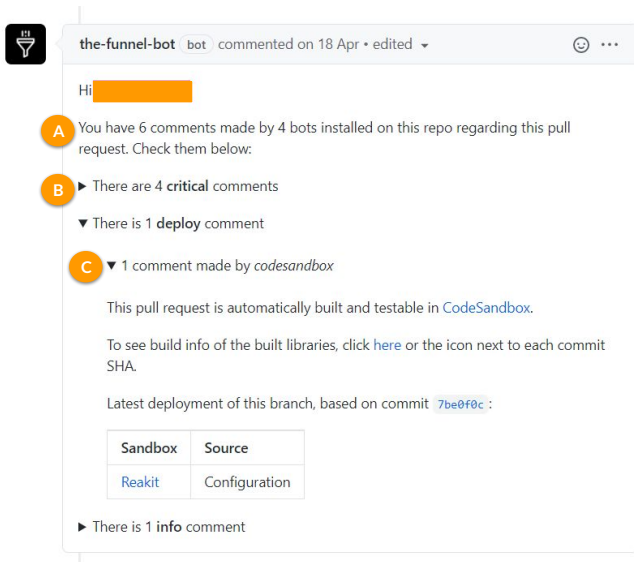 the-funnel-bot bot commented on 18 Apr • edited
Hi
A
You have 6 comments made by 4 bots installed on this repo regarding this pull
request. Check them below:
B
There are 4 critical comments
There is 1 deploy comment
C
1 comment made by codesandbox
This pull request is automatically built and testable in CodeSandbox.
To see build info of the built libraries, click here or the icon next to each commit
SHA.
Latest deployment of this branch, based on commit 7be0f0c :
Sandbox Source
Reakit Configuration
There is 1 info comment